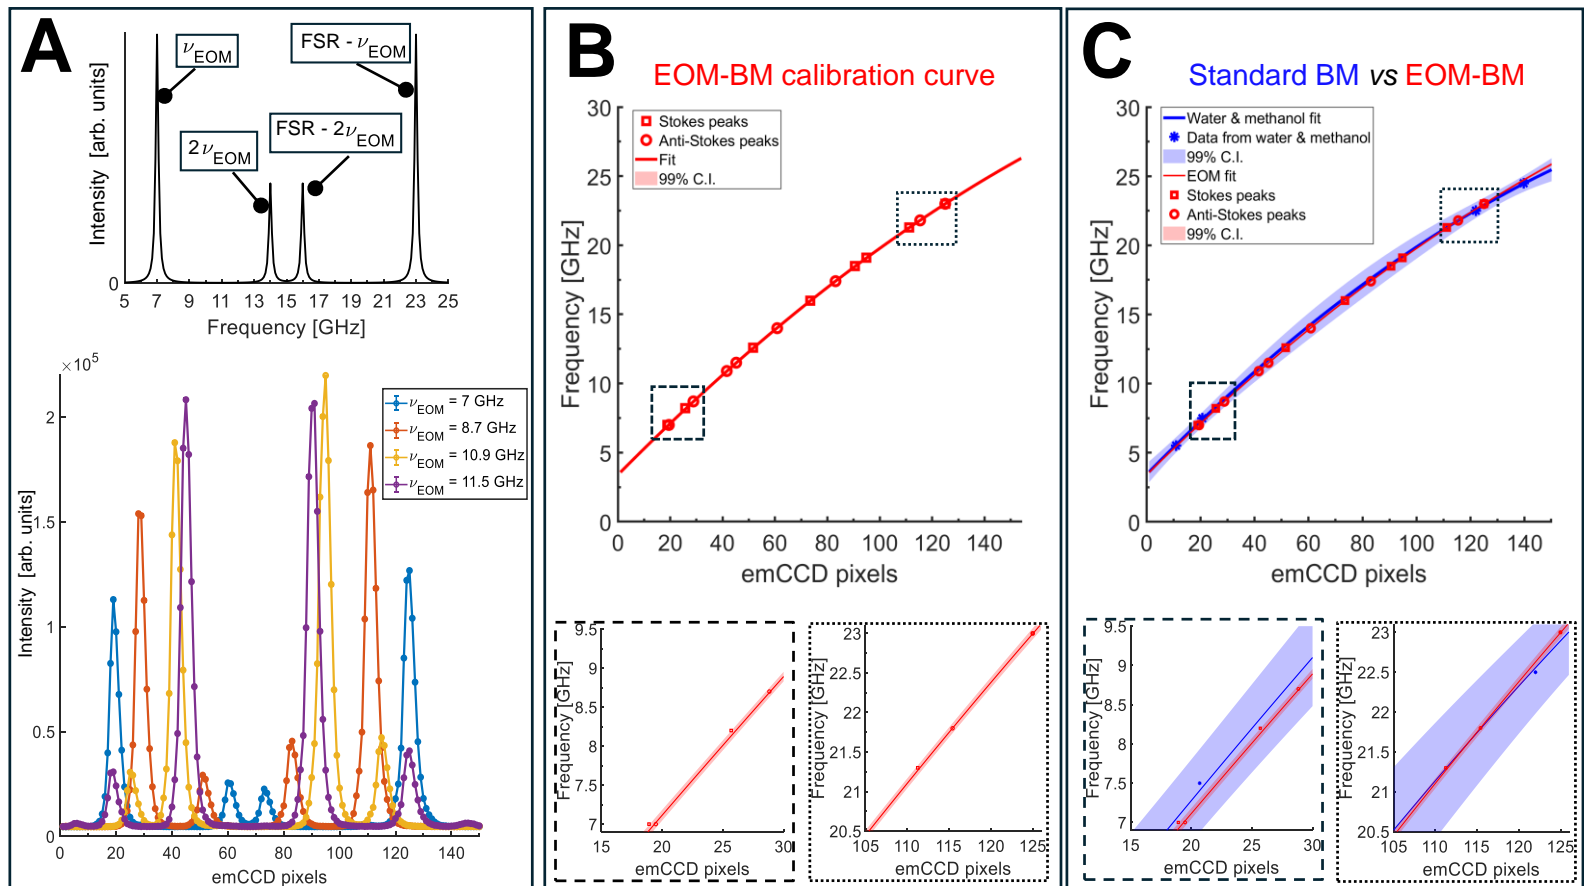 A
ν_EOM
FSR - ν_EOM
2ν_EOM
FSR - 2ν_EOM
Intensity [arb. units]
0
5 7 9 11 13 15 17 19 21 23 25
Frequency [GHz]
×10^5
ν_EOM = 7 GHz
ν_EOM = 8.7 GHz
ν_EOM = 10.9 GHz
ν_EOM = 11.5 GHz
Intensity [arb. units]
2
1.5
1
0.5
0
0 20 40 60 80 100 120 140
emCCD pixels
B
EOM-BM calibration curve
Stokes peaks
Anti-Stokes peaks
Fit
99% C.I.
Frequency [GHz]
30
25
20
15
10
5
0
0 20 40 60 80 100 120 140
emCCD pixels
Frequency [GHz]
9.5
9
8.5
8
7.5
7
15 20 25 30
emCCD pixels
Frequency [GHz]
23
22.5
22
21.5
21
20.5
105 110 115 120 125
emCCD pixels
C
Standard BM vs EOM-BM
Water & methanol fit
Data from water & methanol
99% C.I.
EOM fit
Stokes peaks
Anti-Stokes peaks
99% C.I.
Frequency [GHz]
30
25
20
15
10
5
0
0 20 40 60 80 100 120 140
emCCD pixels
Frequency [GHz]
9.5
9
8.5
8
7.5
7
15 20 25 30
emCCD pixels
Frequency [GHz]
23
22.5
22
21.5
21
20.5
105 110 115 120 125
emCCD pixels